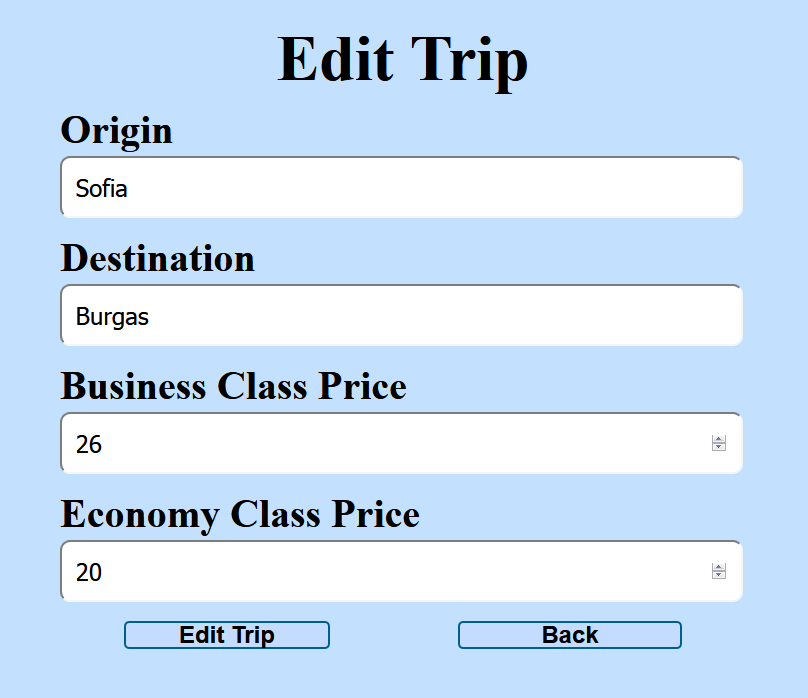 Edit Trip
Origin
Sofia
Destination
Burgas
Business Class Price
26
Economy Class Price
20
Edit Trip Back